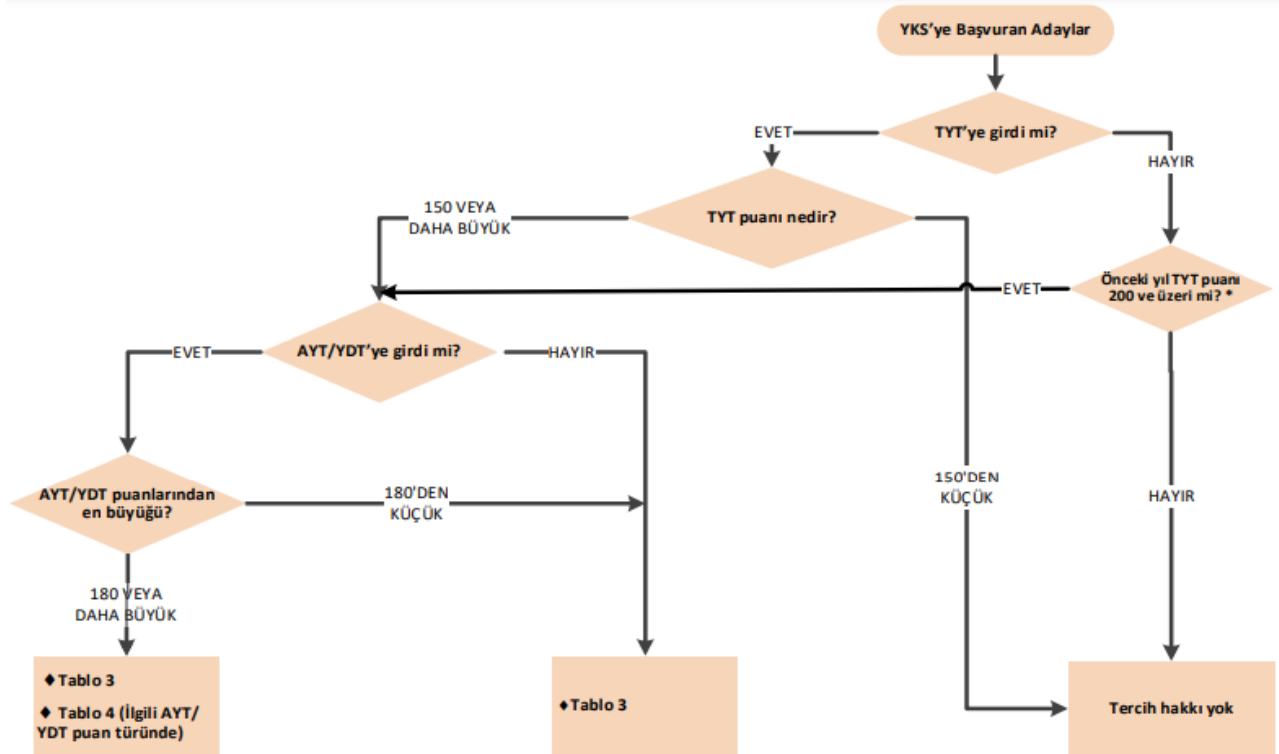 YKS'ye Başvuran Adaylar
TYT'ye girdi mi?
EVET
HAYIR
TYT puanı nedir?
150 VEYA
DAHA BÜYÜK
Önceki yıl TYT puanı
200 ve üzeri mi? *
EVET
AYT/YDT'ye girdi mi?
EVET
HAYIR
AYT/YDT puanlarından
en büyüğü?
180'DEN
KÜÇÜK
150'DEN
KÜÇÜK
HAYIR
180 VEYA
DAHA BÜYÜK
♦Tablo 3
♦ Tablo 4 (İlgili AYT/
YDT puan türünde)
♦Tablo 3
Tercih hakkı yok